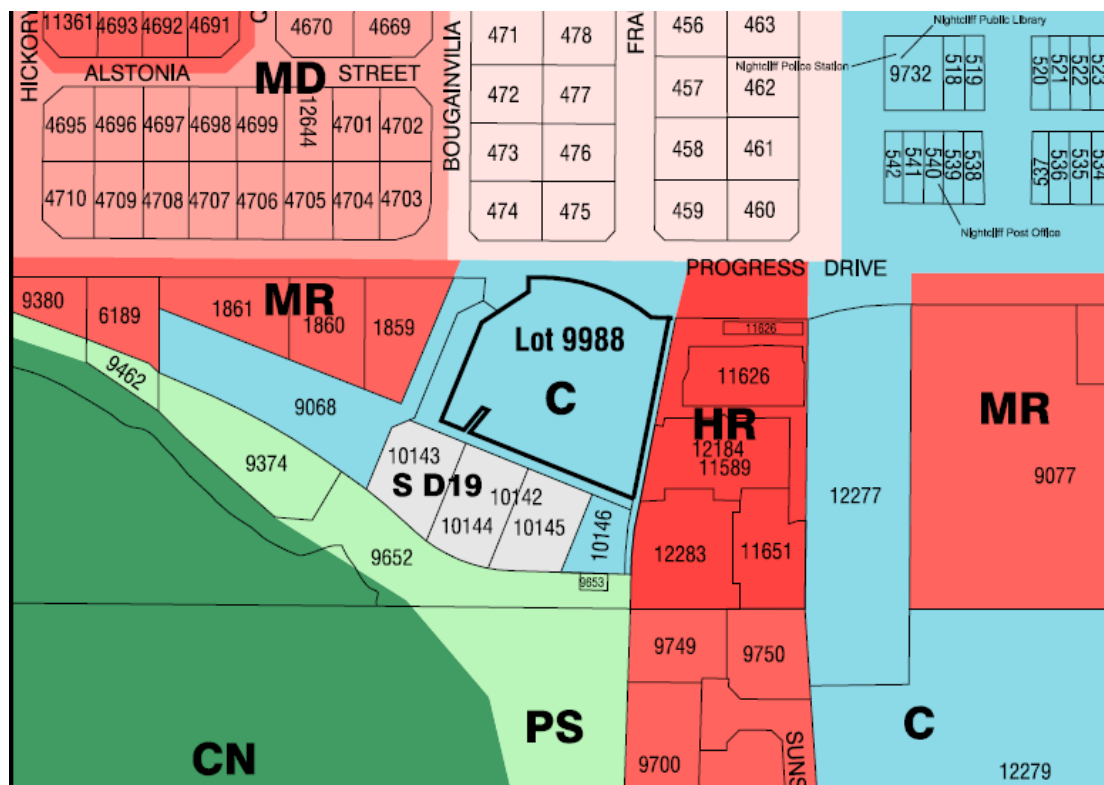 HICKORY
11361 4693 4692 4691
4670 4669
ALSTONIA STREET
MD
4695 4696 4697 4698 4699 12644 4701 4702
4710 4709 4708 4707 4706 4705 4704 4703
BOUGAINVILIA
471 478
472 477
473 476
474 475
FRA
456 463
457 462
458 461
459 460
Nightcliff Public Library
Nightcliff Police Station
9732 518 519
520 521 522 523
542 541 540 539 538
537 536 535 534
Nightcliff Post Office
PROGRESS DRIVE
9380 6189 1861 1860 1859
MR
9462
9068
9374
Lot 9988
C
11626
11626
HR
12184
11589
MR
9077
12277
10143
S D19
10142
10144 10145
10146
12283 11651
9652
9653
9749 9750
PS
CN
9700
SUNS
C
12279